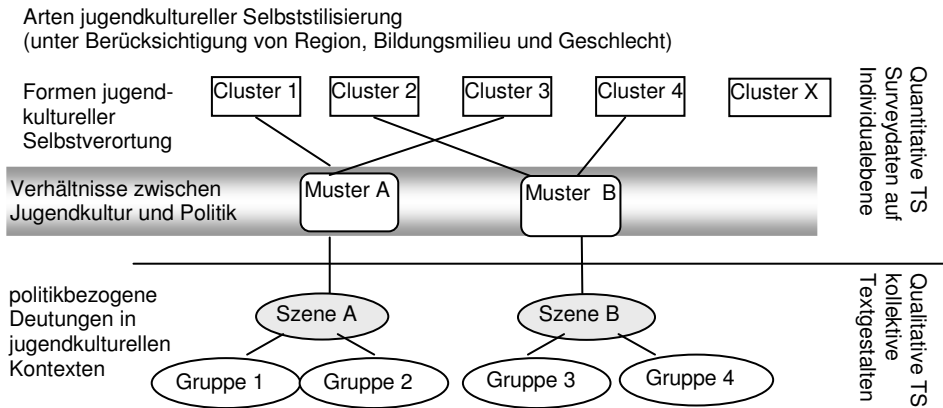 Arten jugendkultureller Selbststilisierung
(unter Berücksichtigung von Region, Bildungsmilieu und Geschlecht)
Formen jugend-
kultureller
Selbstverortung
Cluster 1
Cluster 2
Cluster 3
Cluster 4
Cluster X
Quantitative TS
Surveydaten auf
Individualebene
Verhältnisse zwischen
Jugendkultur und Politik
Muster A
Muster B
politikbezogene
Deutungen in
jugendkulturellen
Kontexten
Szene A
Szene B
Gruppe 1
Gruppe 2
Gruppe 3
Gruppe 4
Qualitative TS
kollektive
Textgestalten